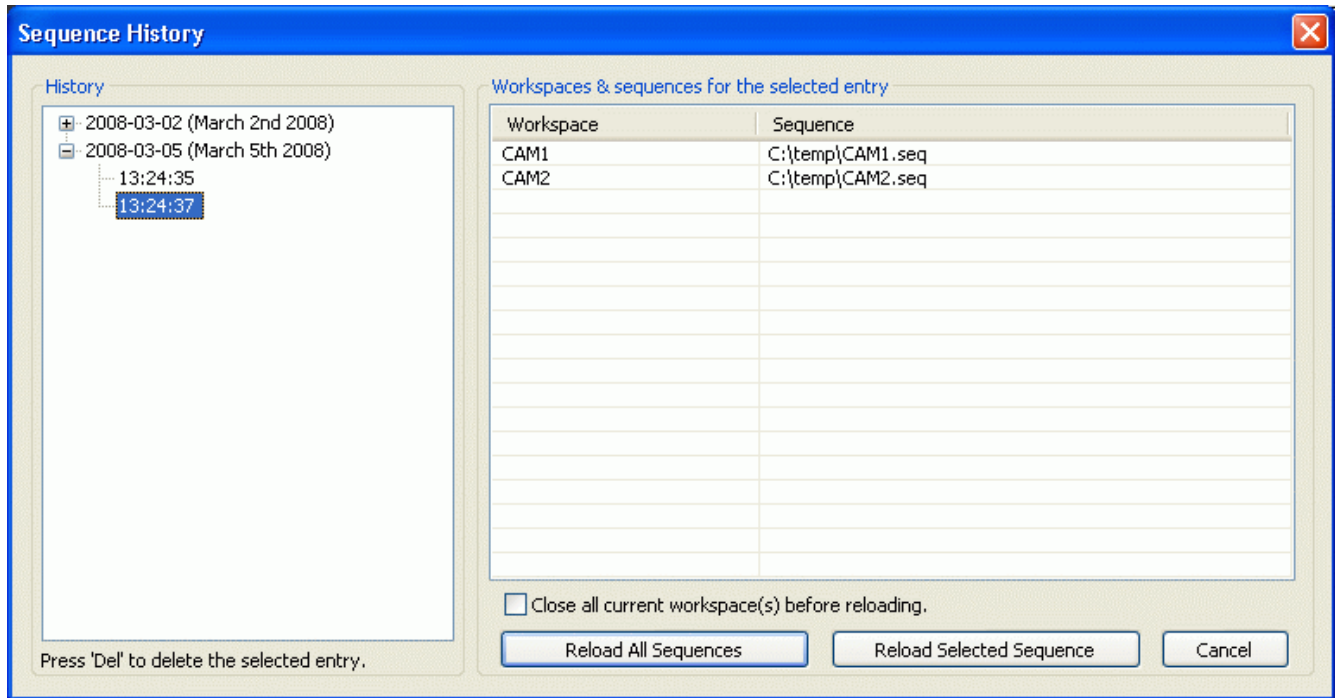 Sequence History
History
2008-03-02 (March 2nd 2008)
2008-03-05 (March 5th 2008)
13:24:35
13:24:37
Press 'Del' to delete the selected entry.
Workspaces & sequences for the selected entry
Workspace Sequence
CAM1 C:\temp\CAM1.seq
CAM2 C:\temp\CAM2.seq
Close all current workspace(s) before reloading.
Reload All Sequences Reload Selected Sequence Cancel